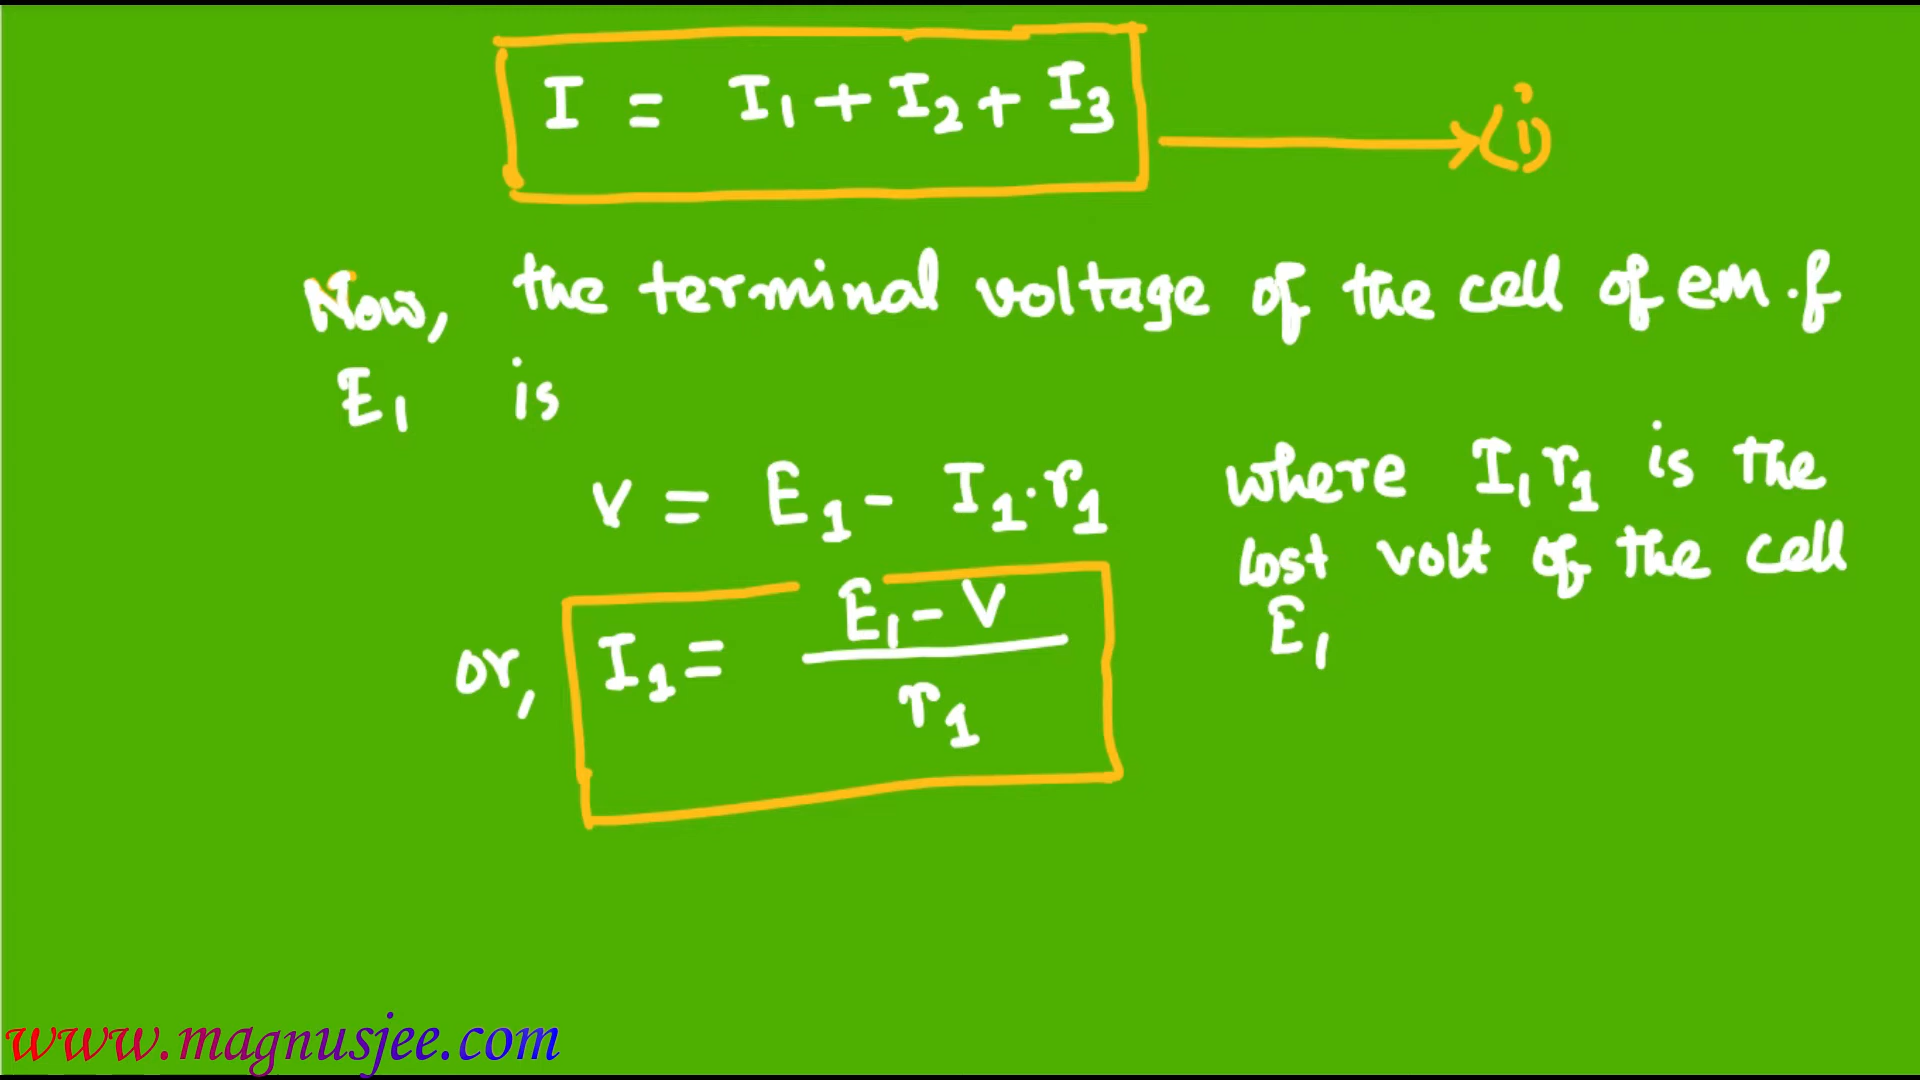 I = I₁ + I₂ + I₃ → (i)
Now, the terminal voltage of the cell of e.m.f
E₁ is
V = E₁ - I₁·r₁
or, I₁ = (E₁ - V) / r₁
where I₁r₁ is the
lost volt of the cell
E₁
www.magnusjee.com